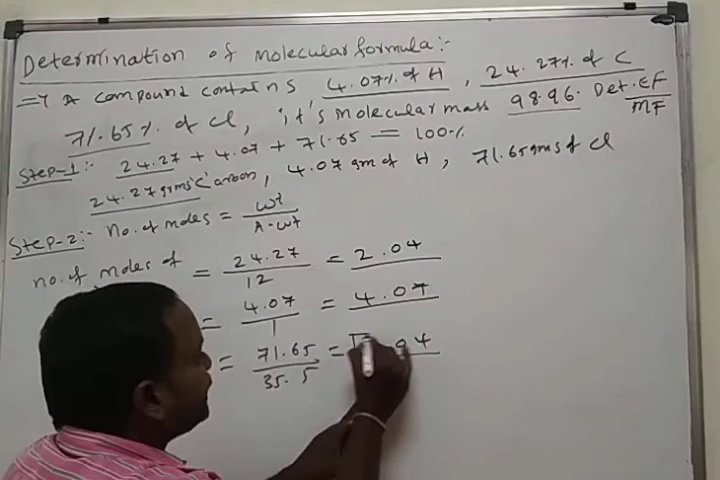 Determination of molecular formula:-
=> A compound contains 4.07% of H, 24.27% of C
71.65% of Cl, it's molecular mass 98.96. Det. EF
MF
Step-1:- 24.27 + 4.07 + 71.65 = 100%
24.27 grms Carbon, 4.07 gm of H, 71.65 gms of Cl
Step-2:- No. of moles = wt / A.wt
no. of moles of = 24.27 / 12 = 2.04
= 4.07 / 1 = 4.07
= 71.65 / 35.5 =